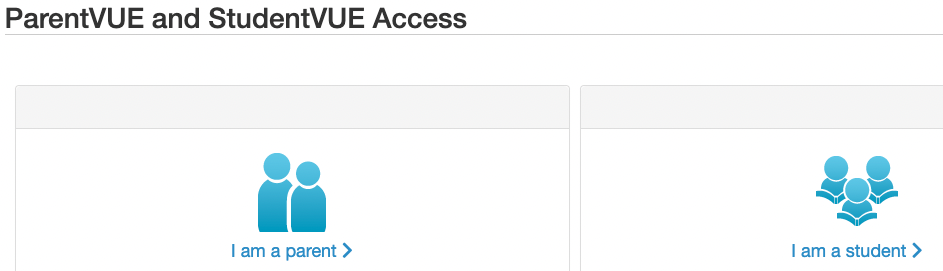 ParentVUE and StudentVUE Access
I am a parent
I am a student